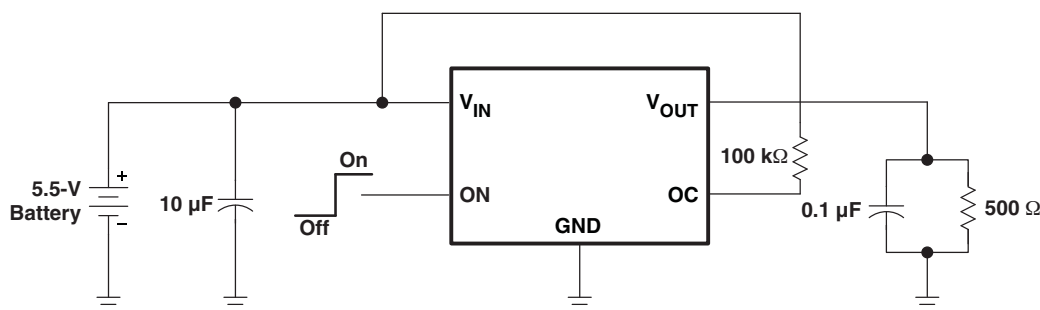 V_IN
V_OUT
100 kΩ
5.5-V
Battery
+
–
10 µF
On
Off
ON
OC
GND
0.1 µF
500 Ω